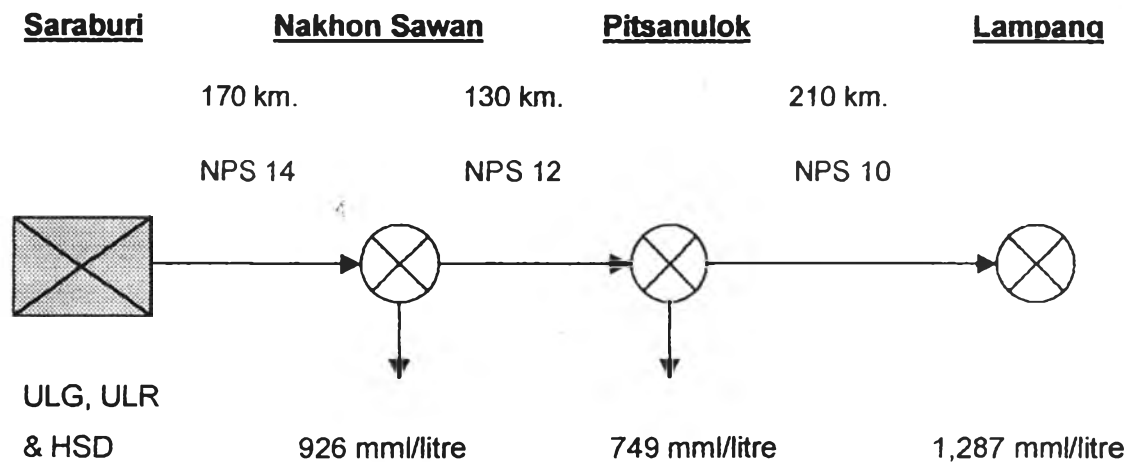 Saraburi Nakhon Sawan Pitsanulok Lampang
170 km. 130 km. 210 km.
NPS 14 NPS 12 NPS 10
ULG, ULR
& HSD 926 mml/litre 749 mml/litre 1,287 mml/litre